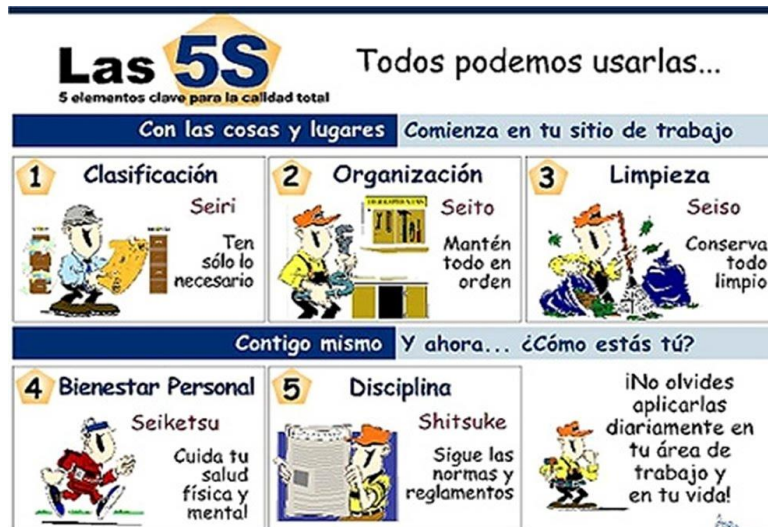 Las 5S
5 elementos clave para la calidad total
Todos podemos usarlas...
Con las cosas y lugares Comienza en tu sitio de trabajo
1 Clasificación
Seiri
Ten
sólo lo
necesario
2 Organización
Seito
Mantén
todo en
orden
3 Limpieza
Seiso
Conserva
todo
limpio
Contigo mismo Y ahora... ¿Cómo estás tú?
4 Bienestar Personal
Seiketsu
Cuida tu
salud
física y
mental
5 Disciplina
Shitsuke
Sigue las
normas y
reglamentos
¡No olvides
aplicarlas
diariamente en
tu área de
trabajo y
en tu vida!